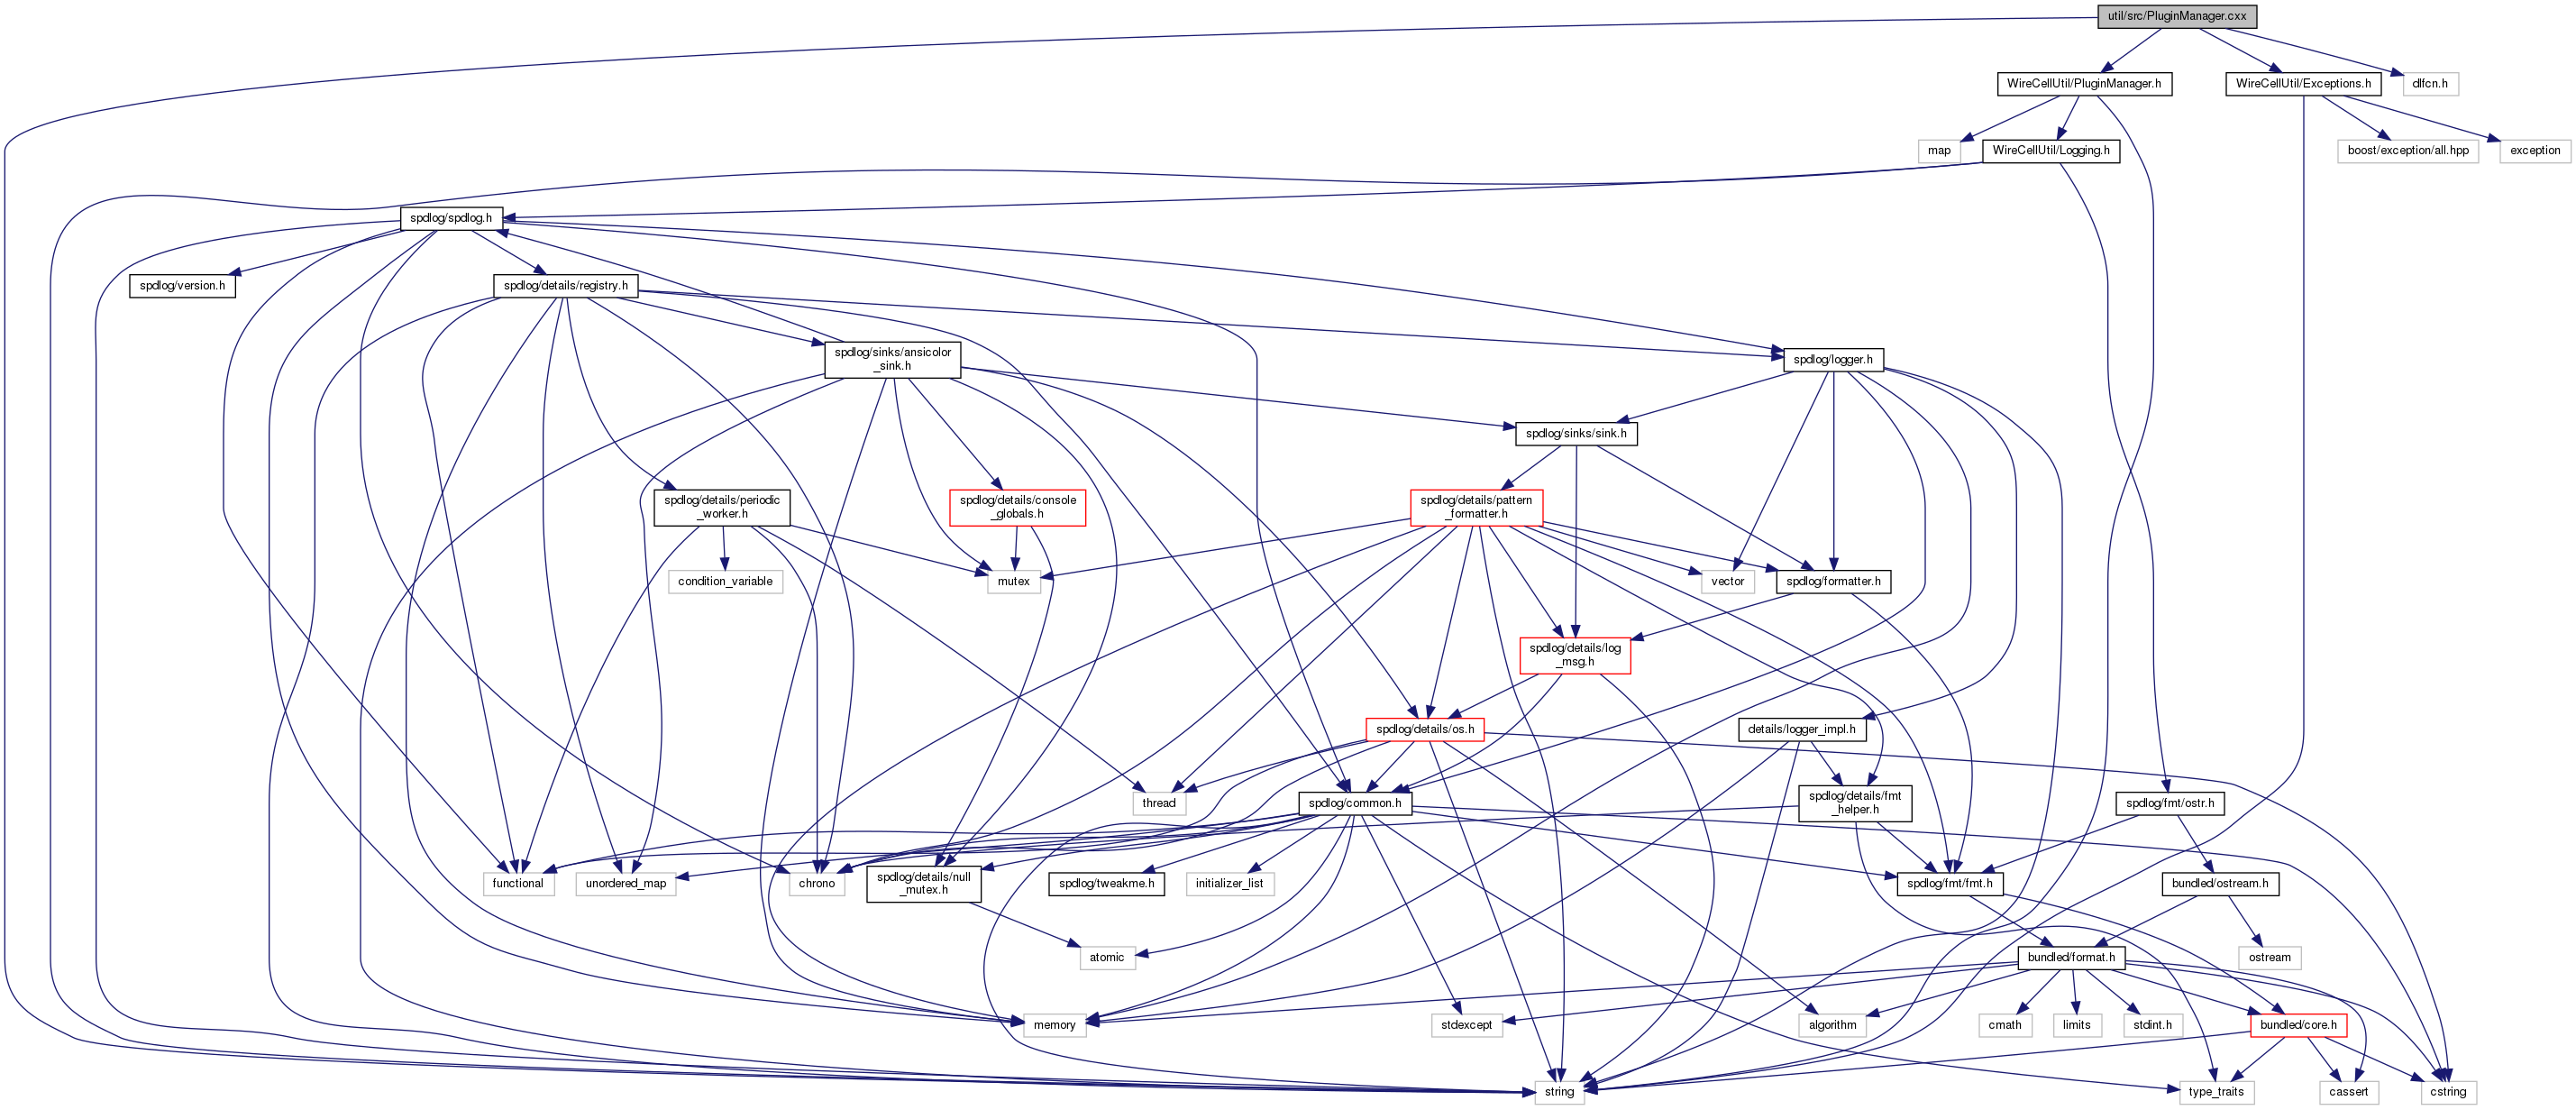 util/src/PluginManager.cxx
WireCellUtil/PluginManager.h
WireCellUtil/Exceptions.h
dlfcn.h
map
WireCellUtil/Logging.h
boost/exception/all.hpp
exception
spdlog/spdlog.h
spdlog/version.h
spdlog/details/registry.h
spdlog/sinks/ansicolor
_sink.h
spdlog/logger.h
spdlog/sinks/sink.h
spdlog/details/periodic
_worker.h
spdlog/details/console
_globals.h
spdlog/details/pattern
_formatter.h
condition_variable
mutex
vector
spdlog/formatter.h
spdlog/details/log
_msg.h
spdlog/details/os.h
details/logger_impl.h
thread
spdlog/common.h
spdlog/details/fmt
_helper.h
spdlog/fmt/ostr.h
functional
unordered_map
chrono
spdlog/details/null
_mutex.h
spdlog/tweakme.h
initializer_list
spdlog/fmt/fmt.h
bundled/ostream.h
atomic
bundled/format.h
ostream
memory
stdexcept
algorithm
cmath
limits
stdint.h
bundled/core.h
string
type_traits
cassert
cstring